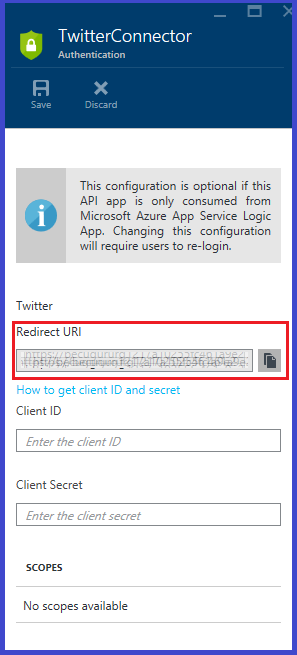 TwitterConnector
Authentication
Save Discard
This configuration is optional if this
API app is only consumed from
Microsoft Azure App Service Logic
App. Changing this configuration
will require users to re-login.
Twitter
Redirect URI
How to get client ID and secret
Client ID
Enter the client ID
Client Secret
Enter the client secret
SCOPES
No scopes available